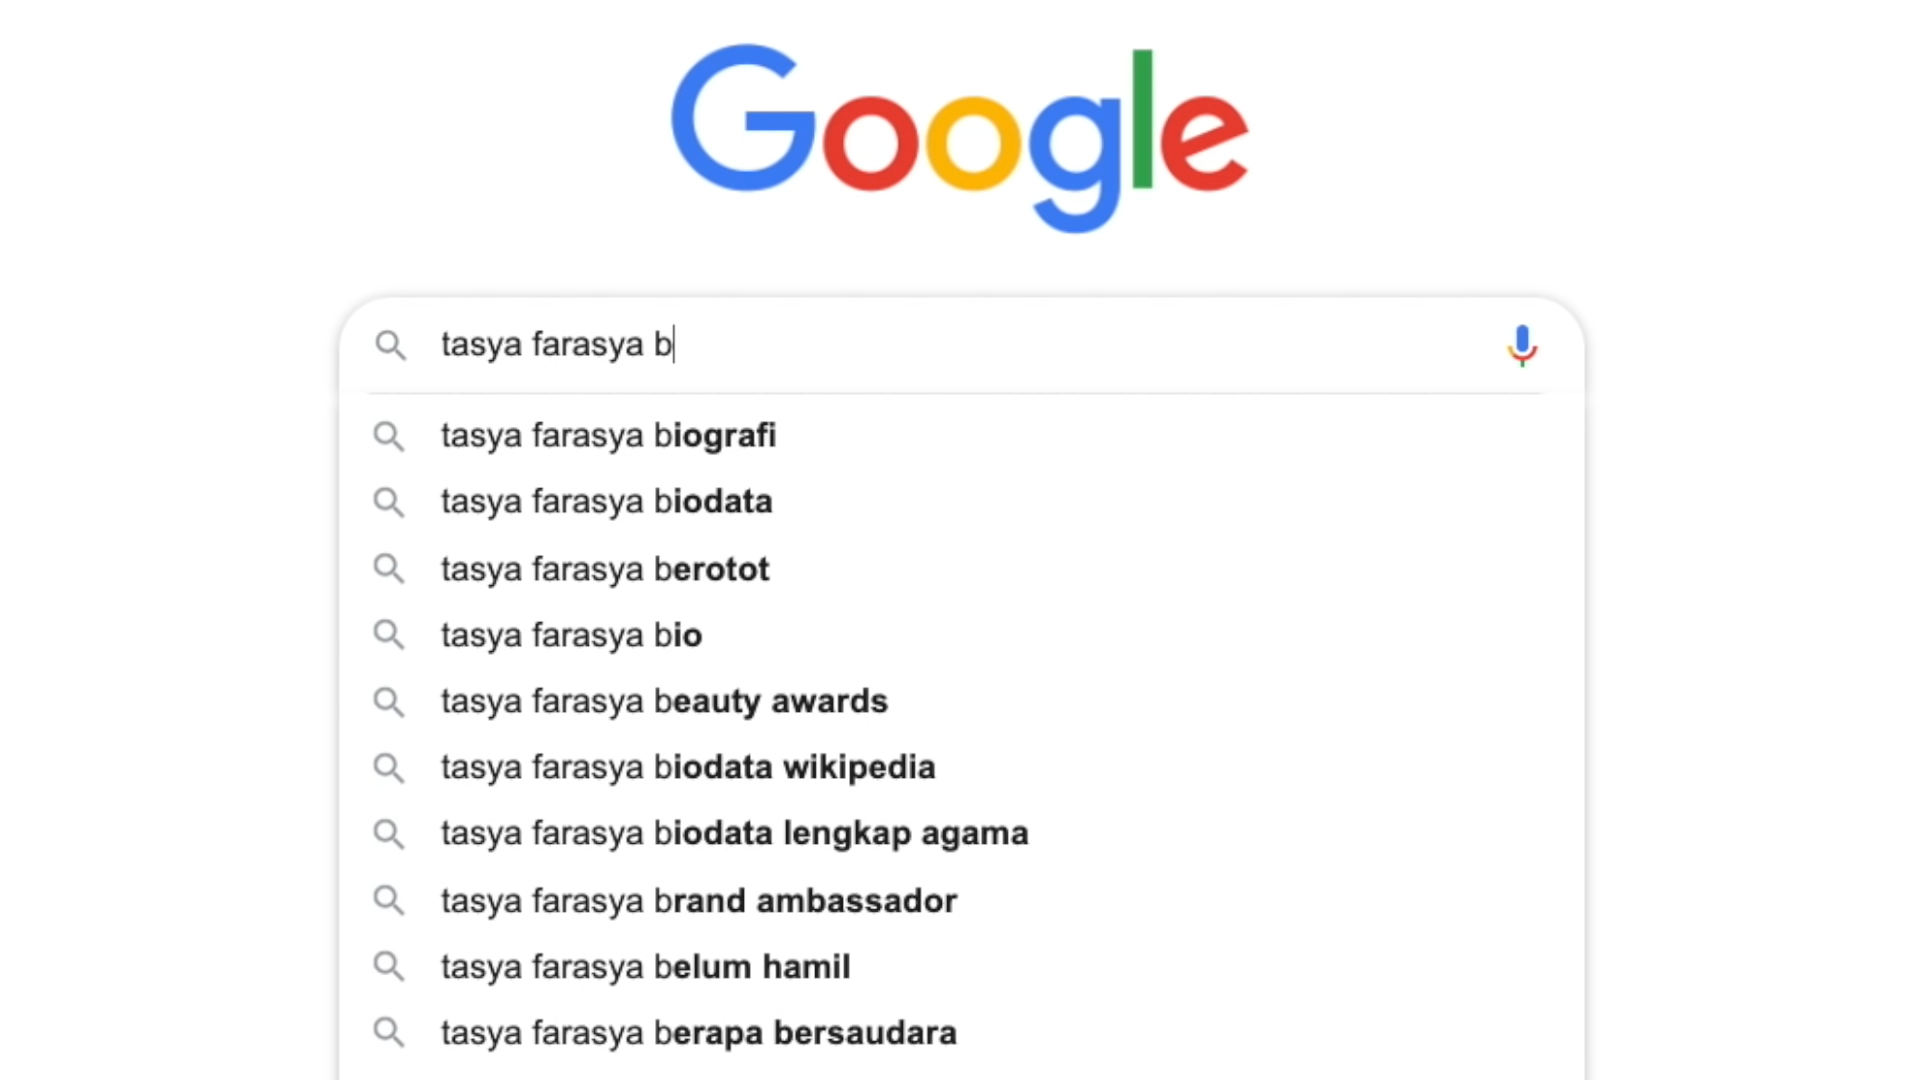 Google
tasya farasya b
tasya farasya biografi
tasya farasya biodata
tasya farasya berotot
tasya farasya bio
tasya farasya beauty awards
tasya farasya biodata wikipedia
tasya farasya biodata lengkap agama
tasya farasya brand ambassador
tasya farasya belum hamil
tasya farasya berapa bersaudara